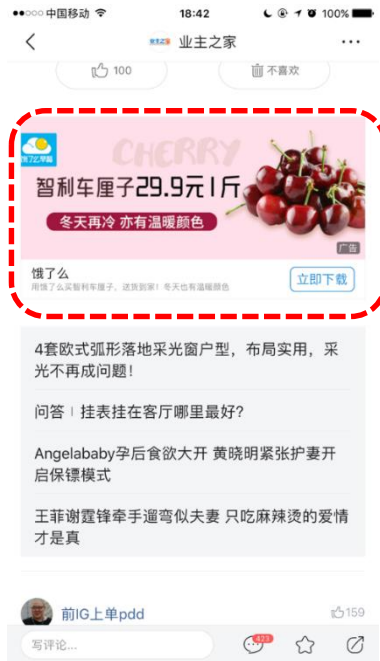 中国移动 18:42 100%
业主之家
100 不喜欢
饿了么早餐
CHERRY
智利车厘子29.9元1斤
冬天再冷 亦有温暖颜色
广告
饿了么
用饿了么买智利车厘子，送货到家！冬天也有温暖颜色
立即下载
4套欧式弧形落地采光窗户型，布局实用，采
光不再成问题！
问答｜挂表挂在客厅哪里最好？
Angelababy孕后食欲大开 黄晓明紧张护妻开
启保镖模式
王菲谢霆锋牵手遛弯似夫妻 只吃麻辣烫的爱情
才是真
前IG上单pdd 159
写评论... 423